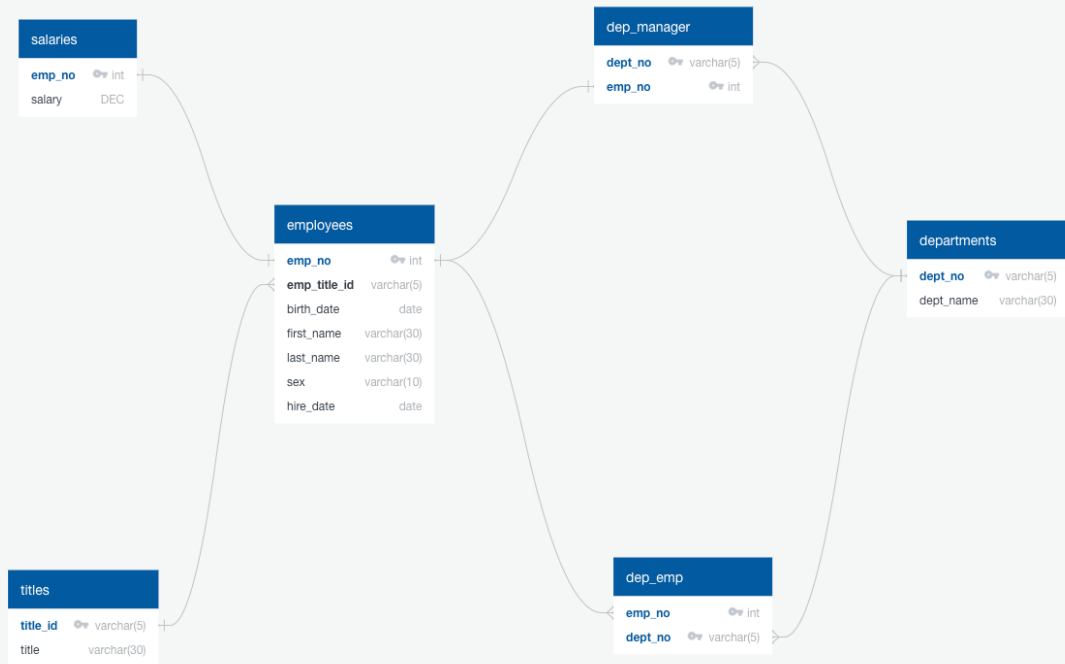 salaries
emp_no int
salary DEC
dep_manager
dept_no varchar(5)
emp_no int
employees
emp_no int
emp_title_id varchar(5)
birth_date date
first_name varchar(30)
last_name varchar(30)
sex varchar(10)
hire_date date
departments
dept_no varchar(5)
dept_name varchar(30)
titles
title_id varchar(5)
title varchar(30)
dep_emp
emp_no int
dept_no varchar(5)